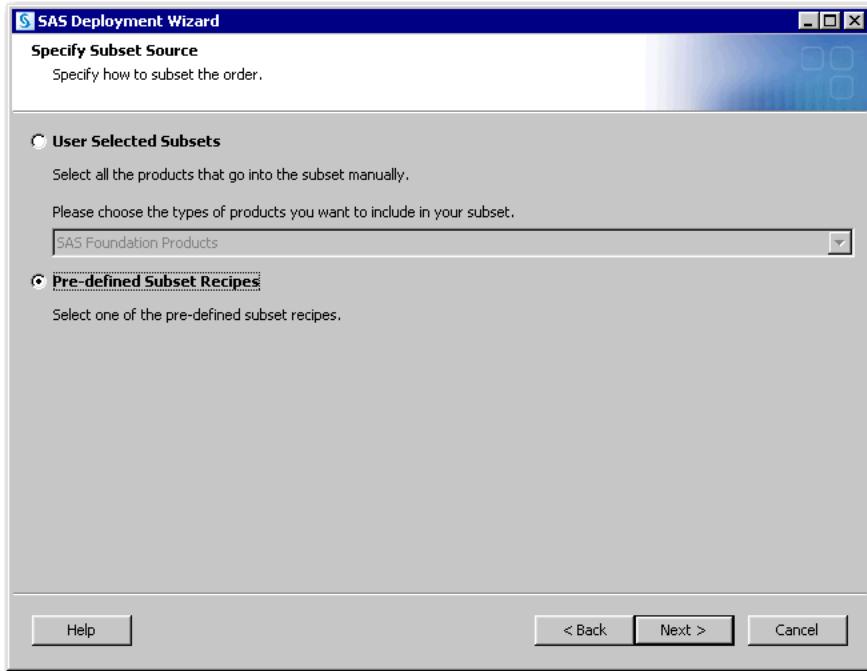 SAS Deployment Wizard
Specify Subset Source
Specify how to subset the order.
User Selected Subsets
Select all the products that go into the subset manually.
Please choose the types of products you want to include in your subset.
SAS Foundation Products
Pre-defined Subset Recipes
Select one of the pre-defined subset recipes.
Help
< Back
Next >
Cancel